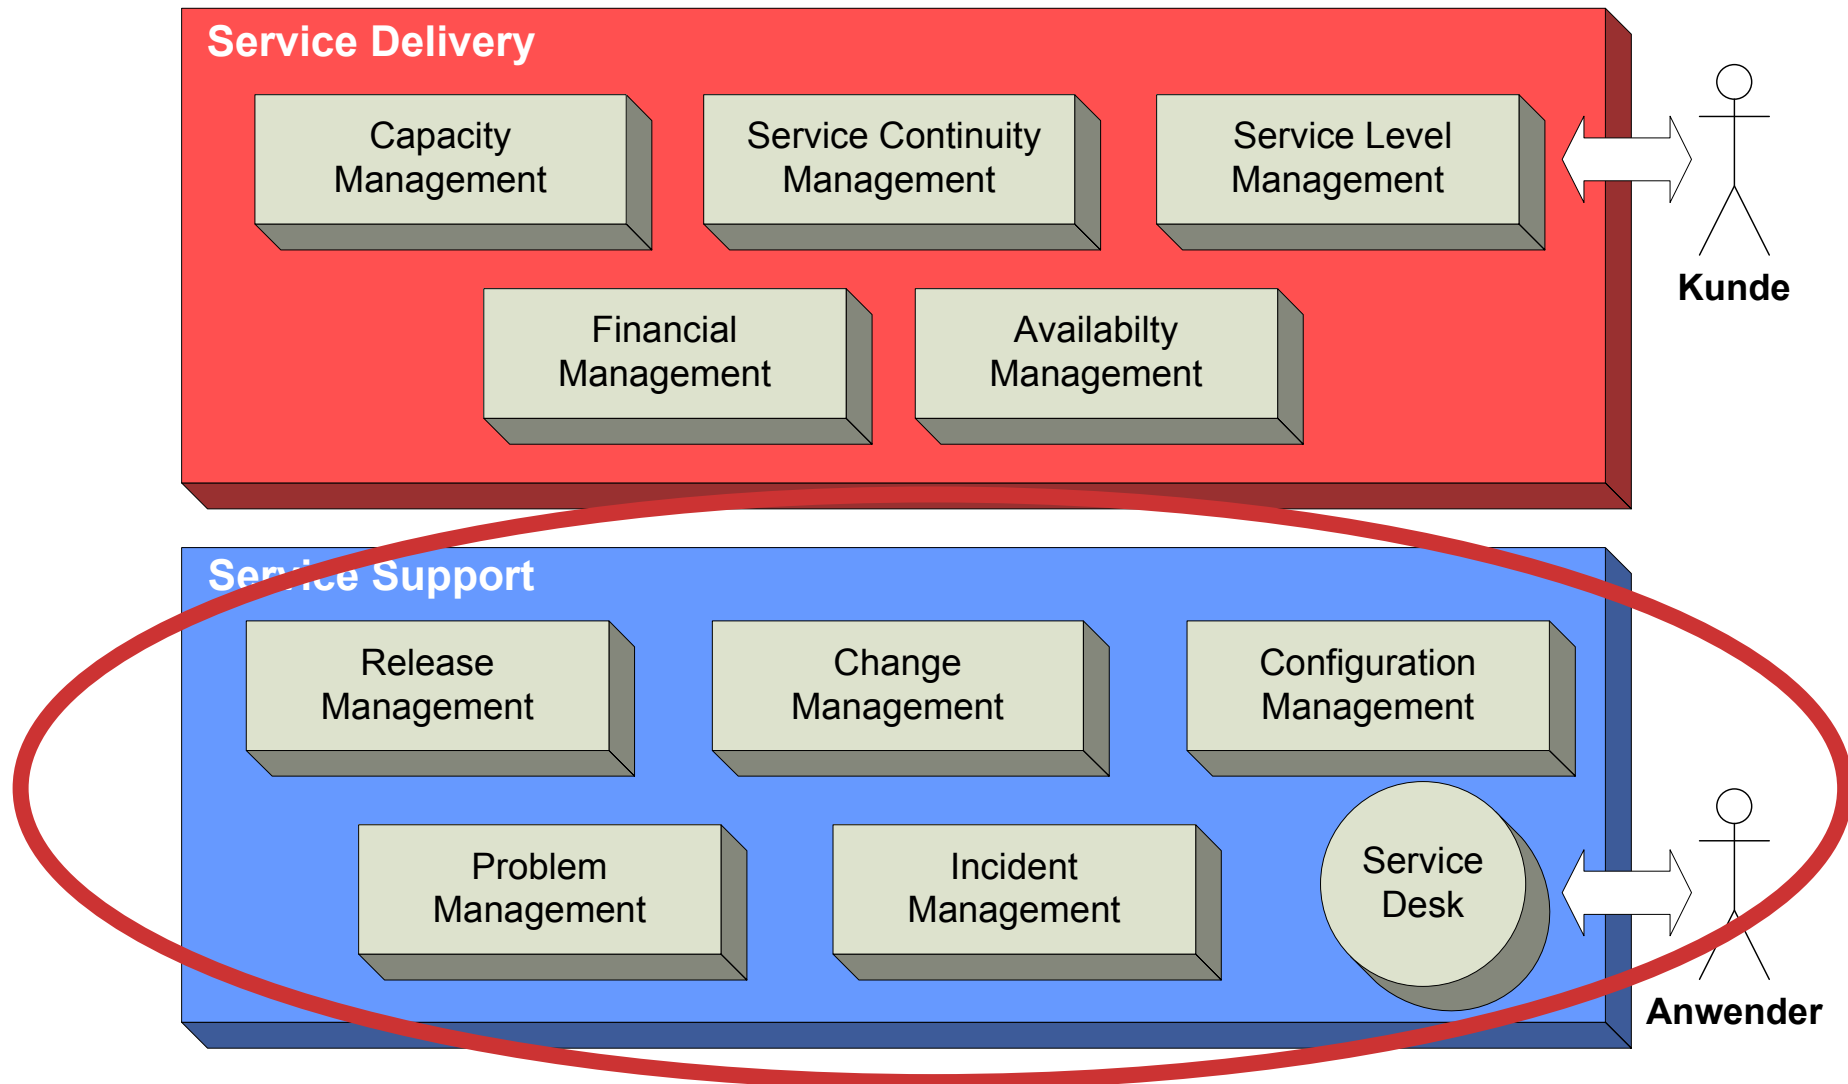 Service Delivery
Capacity
Management
Service Continuity
Management
Service Level
Management
Kunde
Financial
Management
Availabilty
Management
Service Support
Release
Management
Change
Management
Configuration
Management
Problem
Management
Incident
Management
Service
Desk
Anwender